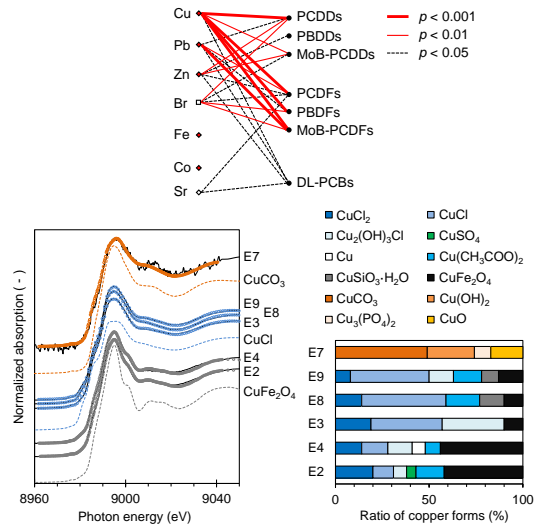 Cu
Pb
Zn
Br
Fe
Co
Sr
PCDDs
PBDDs
MoB-PCDDs
PCDFs
PBDFs
MoB-PCDFs
DL-PCBs
p < 0.001
p < 0.01
p < 0.05
Normalized absorption (-)
E7
CuCO₃
E9
E8
E3
CuCl
E4
E2
CuFe₂O₄
8960 9000 9040
Photon energy (eV)
CuCl₂ CuCl
Cu₂(OH)₃Cl CuSO₄
Cu Cu(CH₃COO)₂
CuSiO₃·H₂O CuFe₂O₄
CuCO₃ Cu(OH)₂
Cu₃(PO₄)₂ CuO
E7
E9
E8
E3
E4
E2
0 50 100
Ratio of copper forms (%)